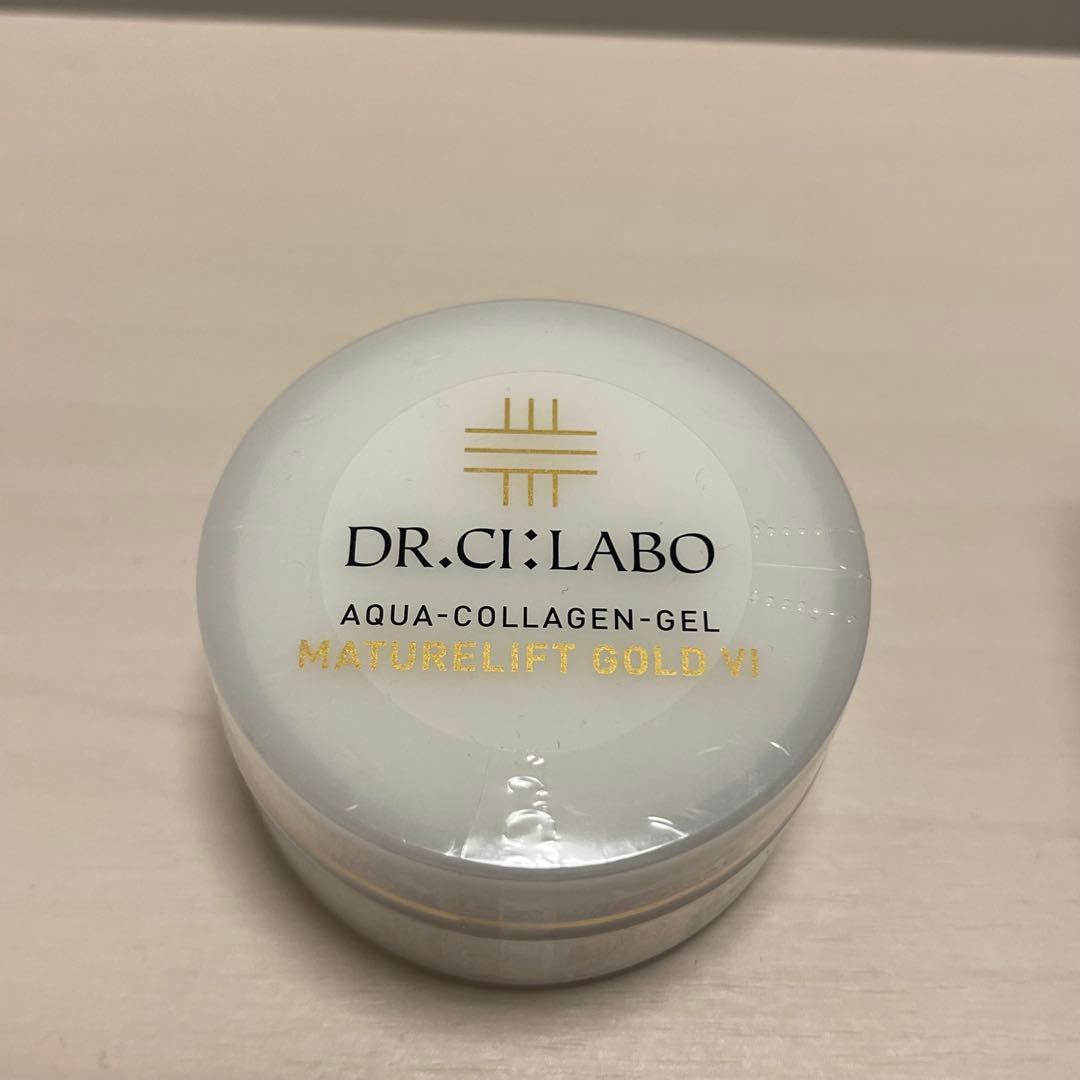 DR.CI:LABO
AQUA-COLLAGEN-GEL
MATURELIFT GOLD VI